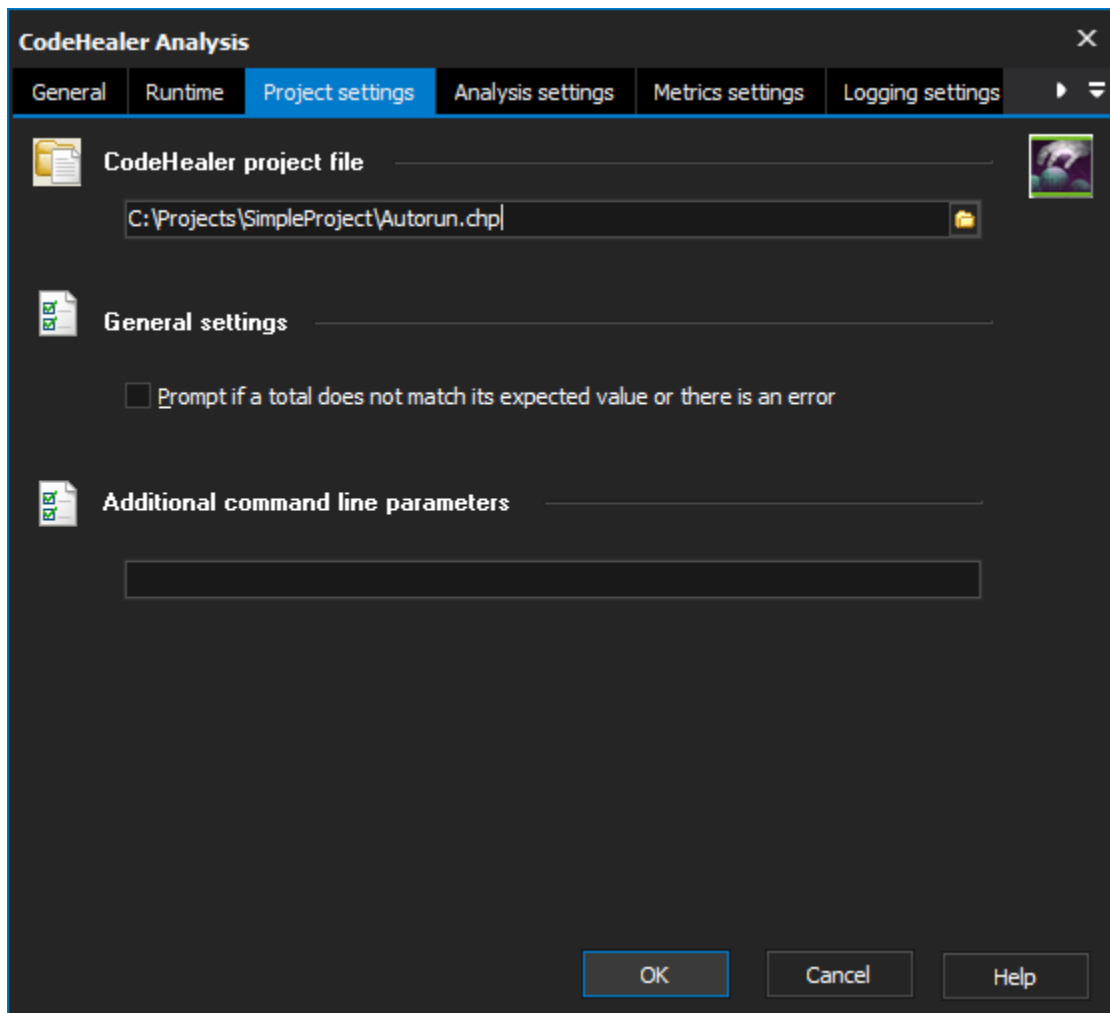 CodeHealer Analysis
General Runtime Project settings Analysis settings Metrics settings Logging settings
CodeHealer project file
C:\Projects\SimpleProject\Autorun.chp
General settings
Prompt if a total does not match its expected value or there is an error
Additional command line parameters
OK Cancel Help